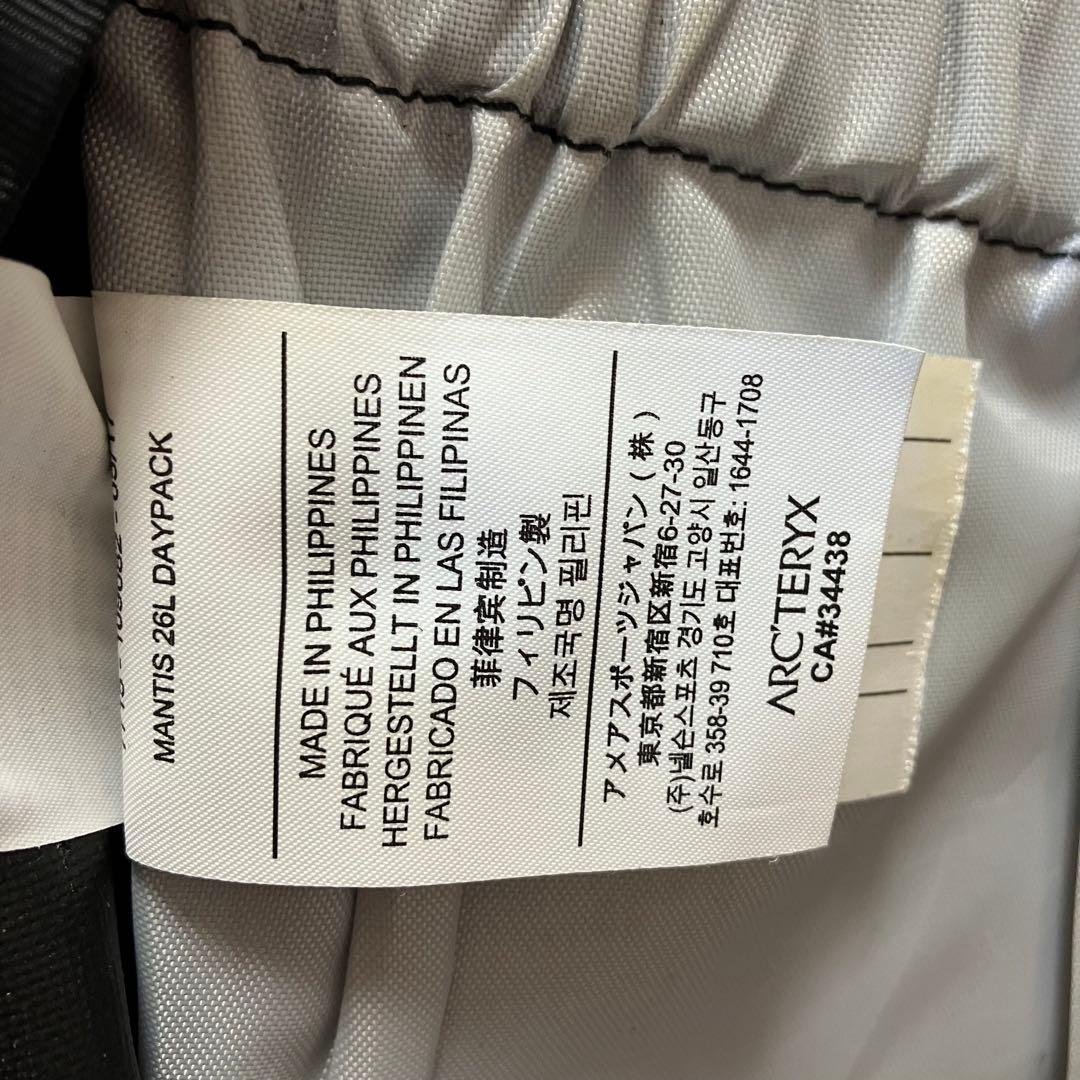 MANTIS 26L DAYPACK
MADE IN PHILIPPINES
FABRIQUÉ AUX PHILIPPINES
HERGESTELLT IN PHILIPPINEN
FABRICADO EN LAS FILIPINAS
菲律宾制造
フィリピン製
제조국명 필리핀
アメアスポーツジャパン(株)
東京都新宿区新宿6-27-30
(주)넬슨스포츠 경기도 고양시 일산동구
호수로 358-39 710호 대표번호: 1644-1708
ARC'TERYX
CA#34438